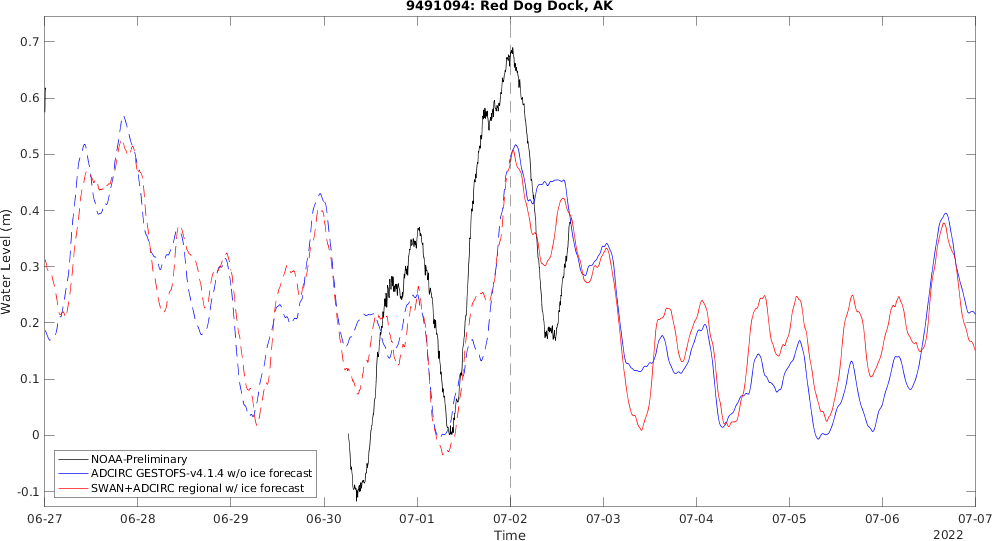 9491094: Red Dog Dock, AK
Water Level (m)
0.7
0.6
0.5
0.4
0.3
0.2
0.1
0
-0.1
NOAA-Preliminary
ADCIRC GESTOFS-v4.1.4 w/o ice forecast
SWAN+ADCIRC regional w/ ice forecast
06-27 06-28 06-29 06-30 07-01 07-02 07-03 07-04 07-05 07-06 07-07
Time
2022